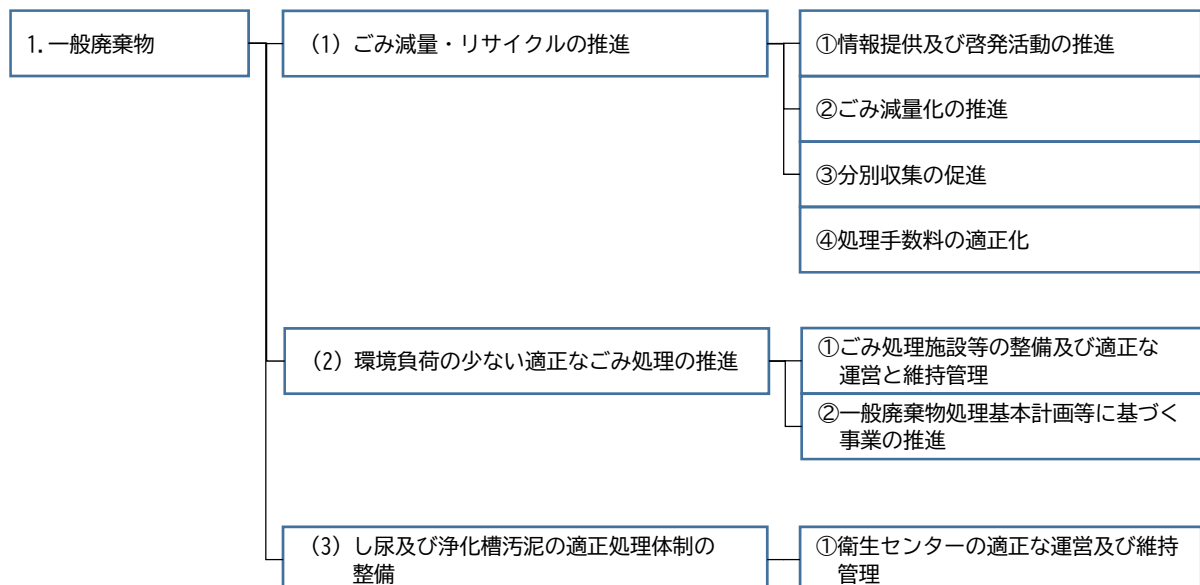 1.一般廃棄物
(1) ごみ減量・リサイクルの推進
①情報提供及び啓発活動の推進
②ごみ減量化の推進
③分別収集の促進
④処理手数料の適正化
(2) 環境負荷の少ない適正なごみ処理の推進
①ごみ処理施設等の整備及び適正な
運営と維持管理
②一般廃棄物処理基本計画等に基づく
事業の推進
(3) し尿及び浄化槽汚泥の適正処理体制の
整備
①衛生センターの適正な運営及び維持
管理